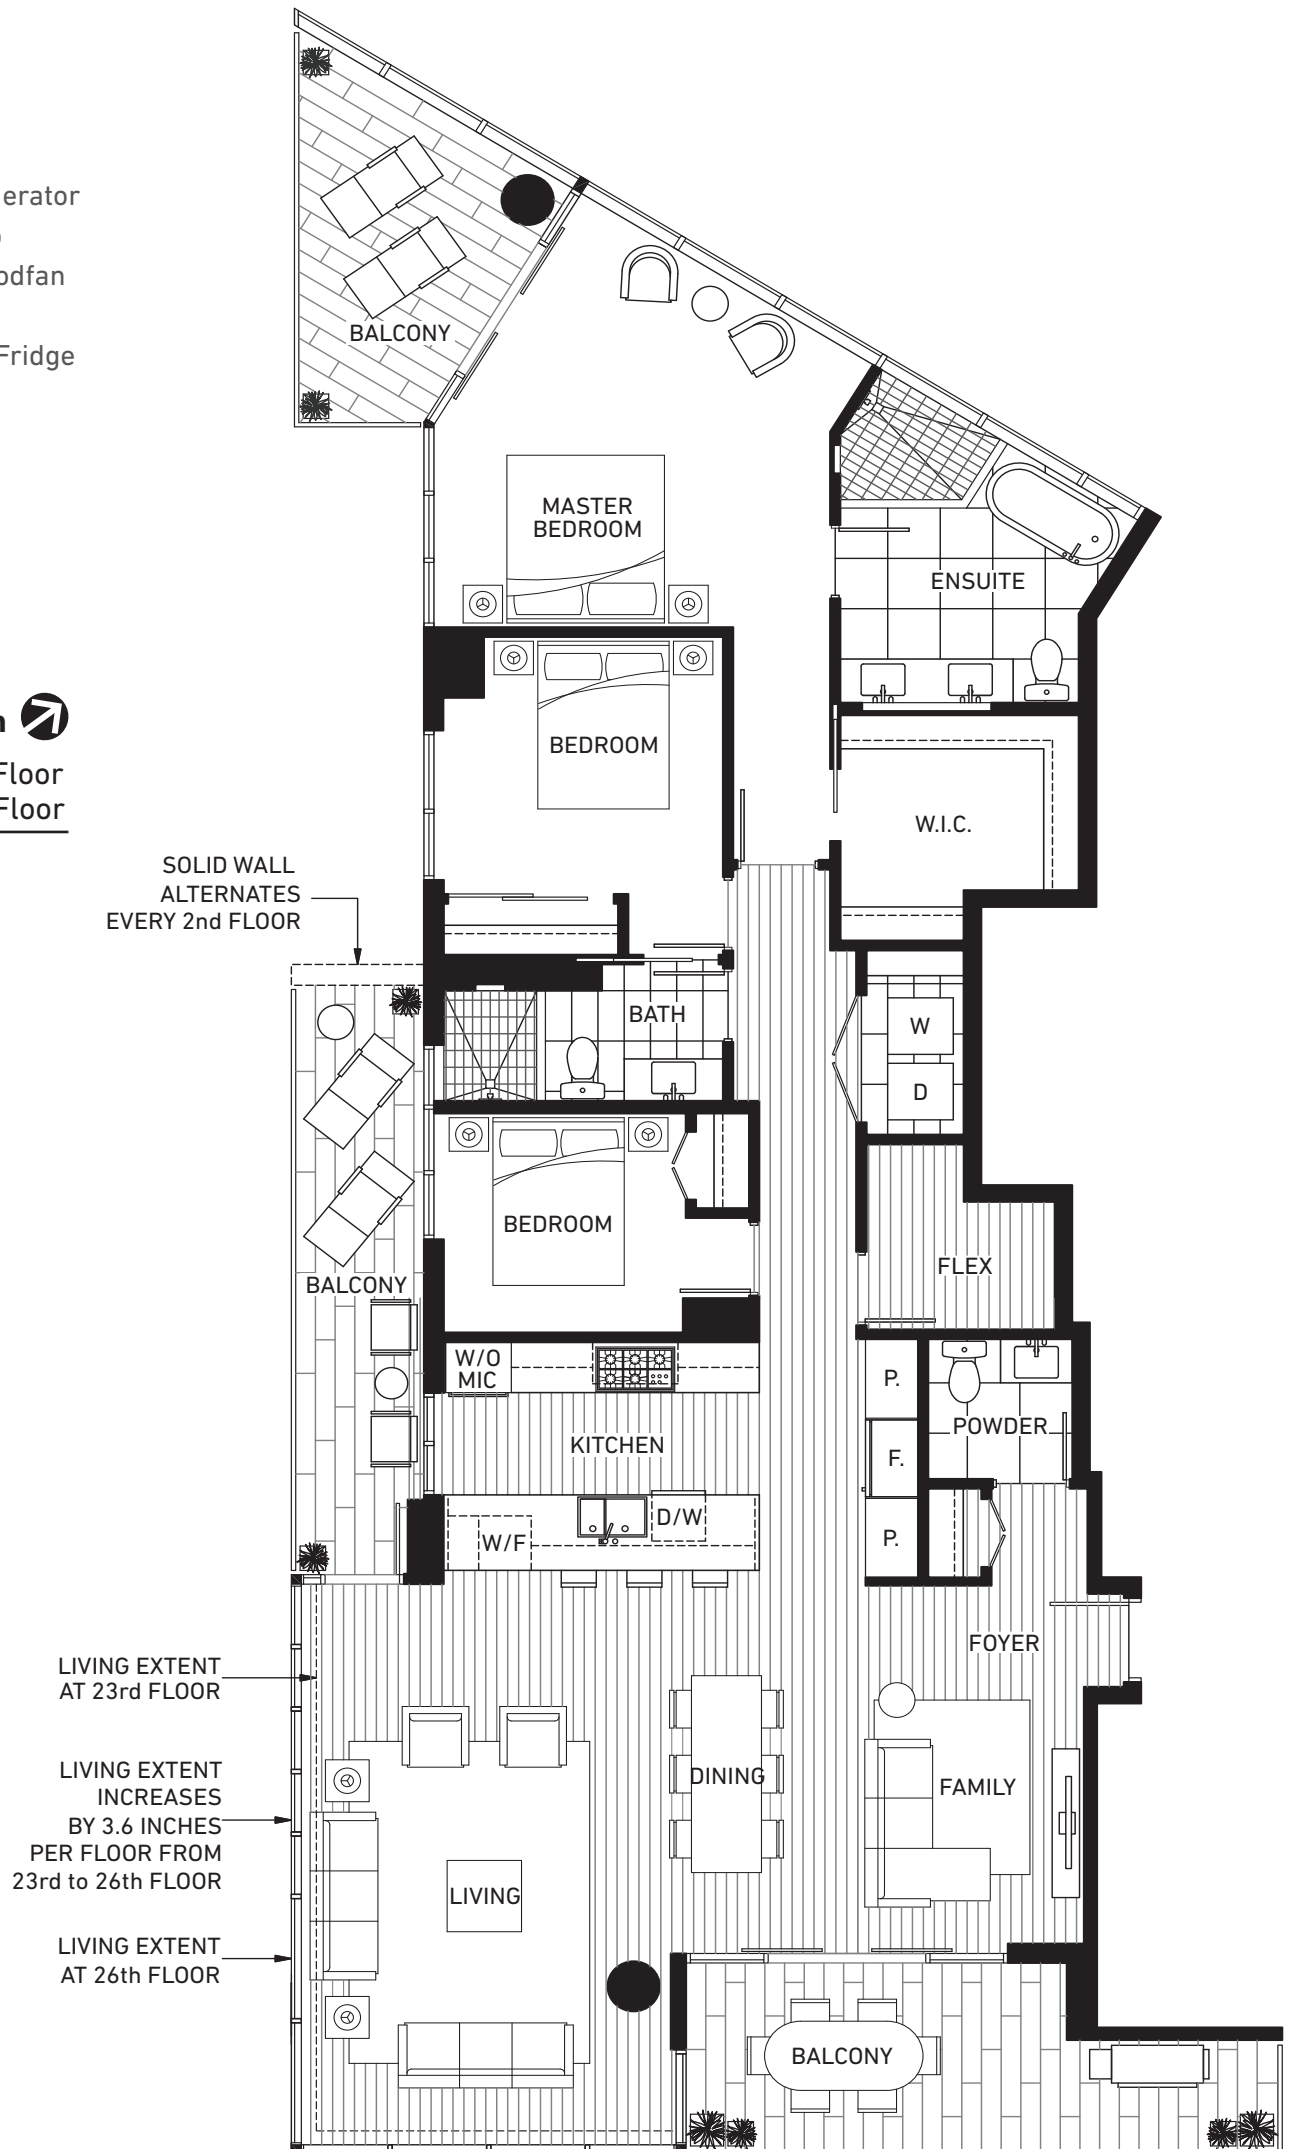 erator
odfan
Fridge
BALCONY
MASTER
BEDROOM
ENSUITE
BEDROOM
Floor
Floor
W.I.C.
SOLID WALL
ALTERNATES
EVERY 2nd FLOOR
BATH
W
D
BEDROOM
FLEX
BALCONY
W/O
MIC
P.
POWDER
KITCHEN
F.
D/W
W/F
P.
FOYER
LIVING EXTENT
AT 23rd FLOOR
LIVING EXTENT
INCREASES
BY 3.6 INCHES
PER FLOOR FROM
23rd to 26th FLOOR
DINING
FAMILY
LIVING
LIVING EXTENT
AT 26th FLOOR
BALCONY